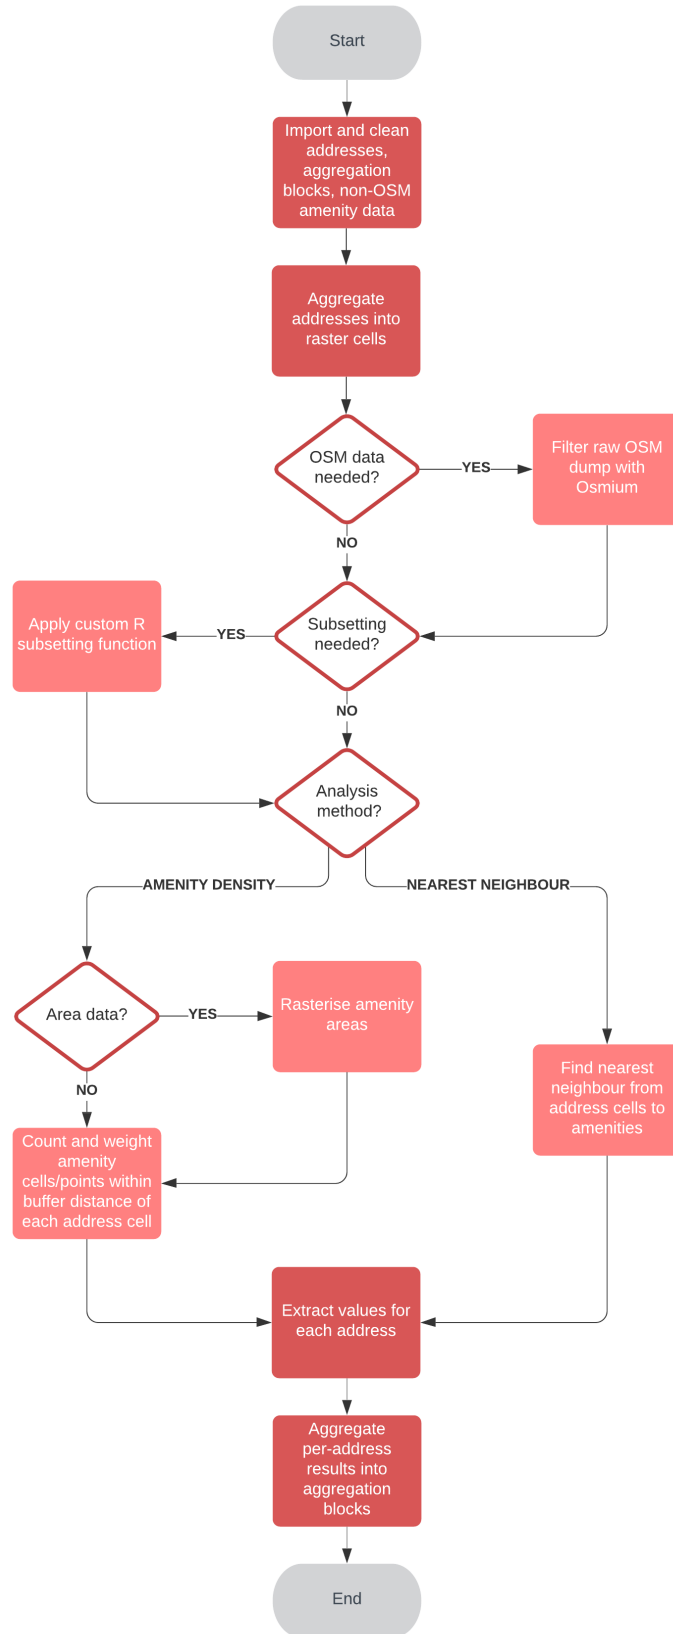 Start
Import and clean
addresses,
aggregation
blocks, non-OSM
amenity data
Aggregate
addresses into
raster cells
OSM data
needed?
YES
Filter raw OSM
dump with
Osmium
NO
Apply custom R
subsetting function
YES
Subsetting
needed?
NO
Analysis
method?
AMENITY DENSITY
NEAREST NEIGHBOUR
Area data?
YES
Rasterise amenity
areas
NO
Find nearest
neighbour from
address cells to
amenities
Count and weight
amenity
cells/points within
buffer distance of
each address cell
Extract values for
each address
Aggregate
per-address
results into
aggregation
blocks
End